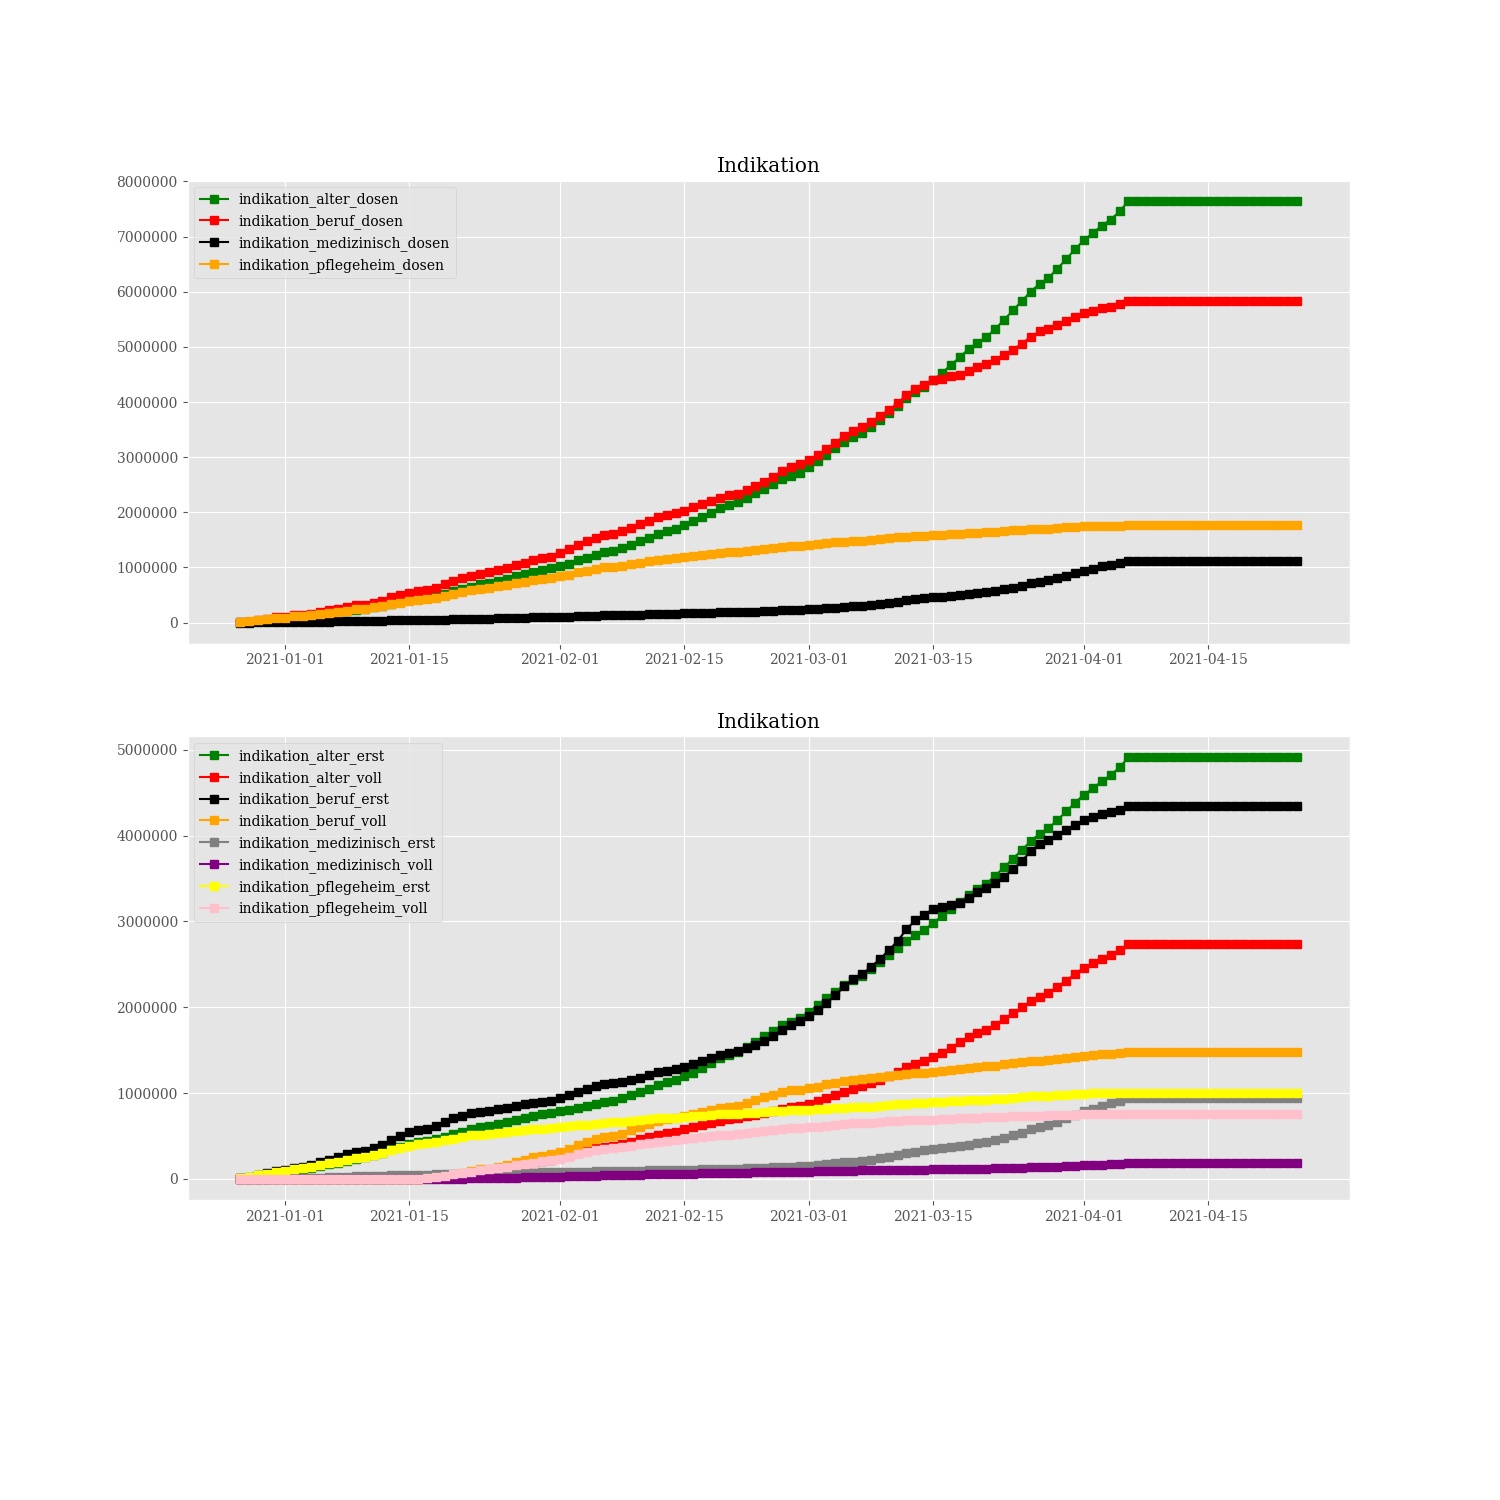 Indikation
8000000
7000000
6000000
5000000
4000000
3000000
2000000
1000000
0
indikation_alter_dosen
indikation_beruf_dosen
indikation_medizinisch_dosen
indikation_pflegeheim_dosen
2021-01-01 2021-01-15 2021-02-01 2021-02-15 2021-03-01 2021-03-15 2021-04-01 2021-04-15
Indikation
5000000
4000000
3000000
2000000
1000000
0
indikation_alter_erst
indikation_alter_voll
indikation_beruf_erst
indikation_beruf_voll
indikation_medizinisch_erst
indikation_medizinisch_voll
indikation_pflegeheim_erst
indikation_pflegeheim_voll
2021-01-01 2021-01-15 2021-02-01 2021-02-15 2021-03-01 2021-03-15 2021-04-01 2021-04-15